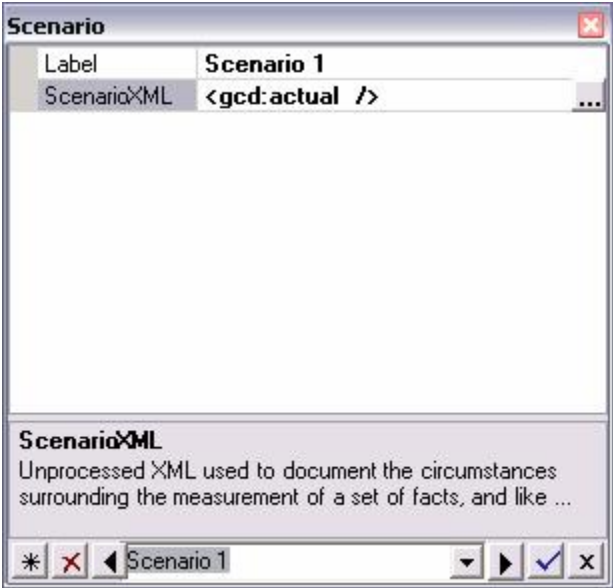 Scenario
Label Scenario 1
ScenarioXML <gcd:actual />
...
ScenarioXML
Unprocessed XML used to document the circumstances
surrounding the measurement of a set of facts, and like ...
Scenario 1